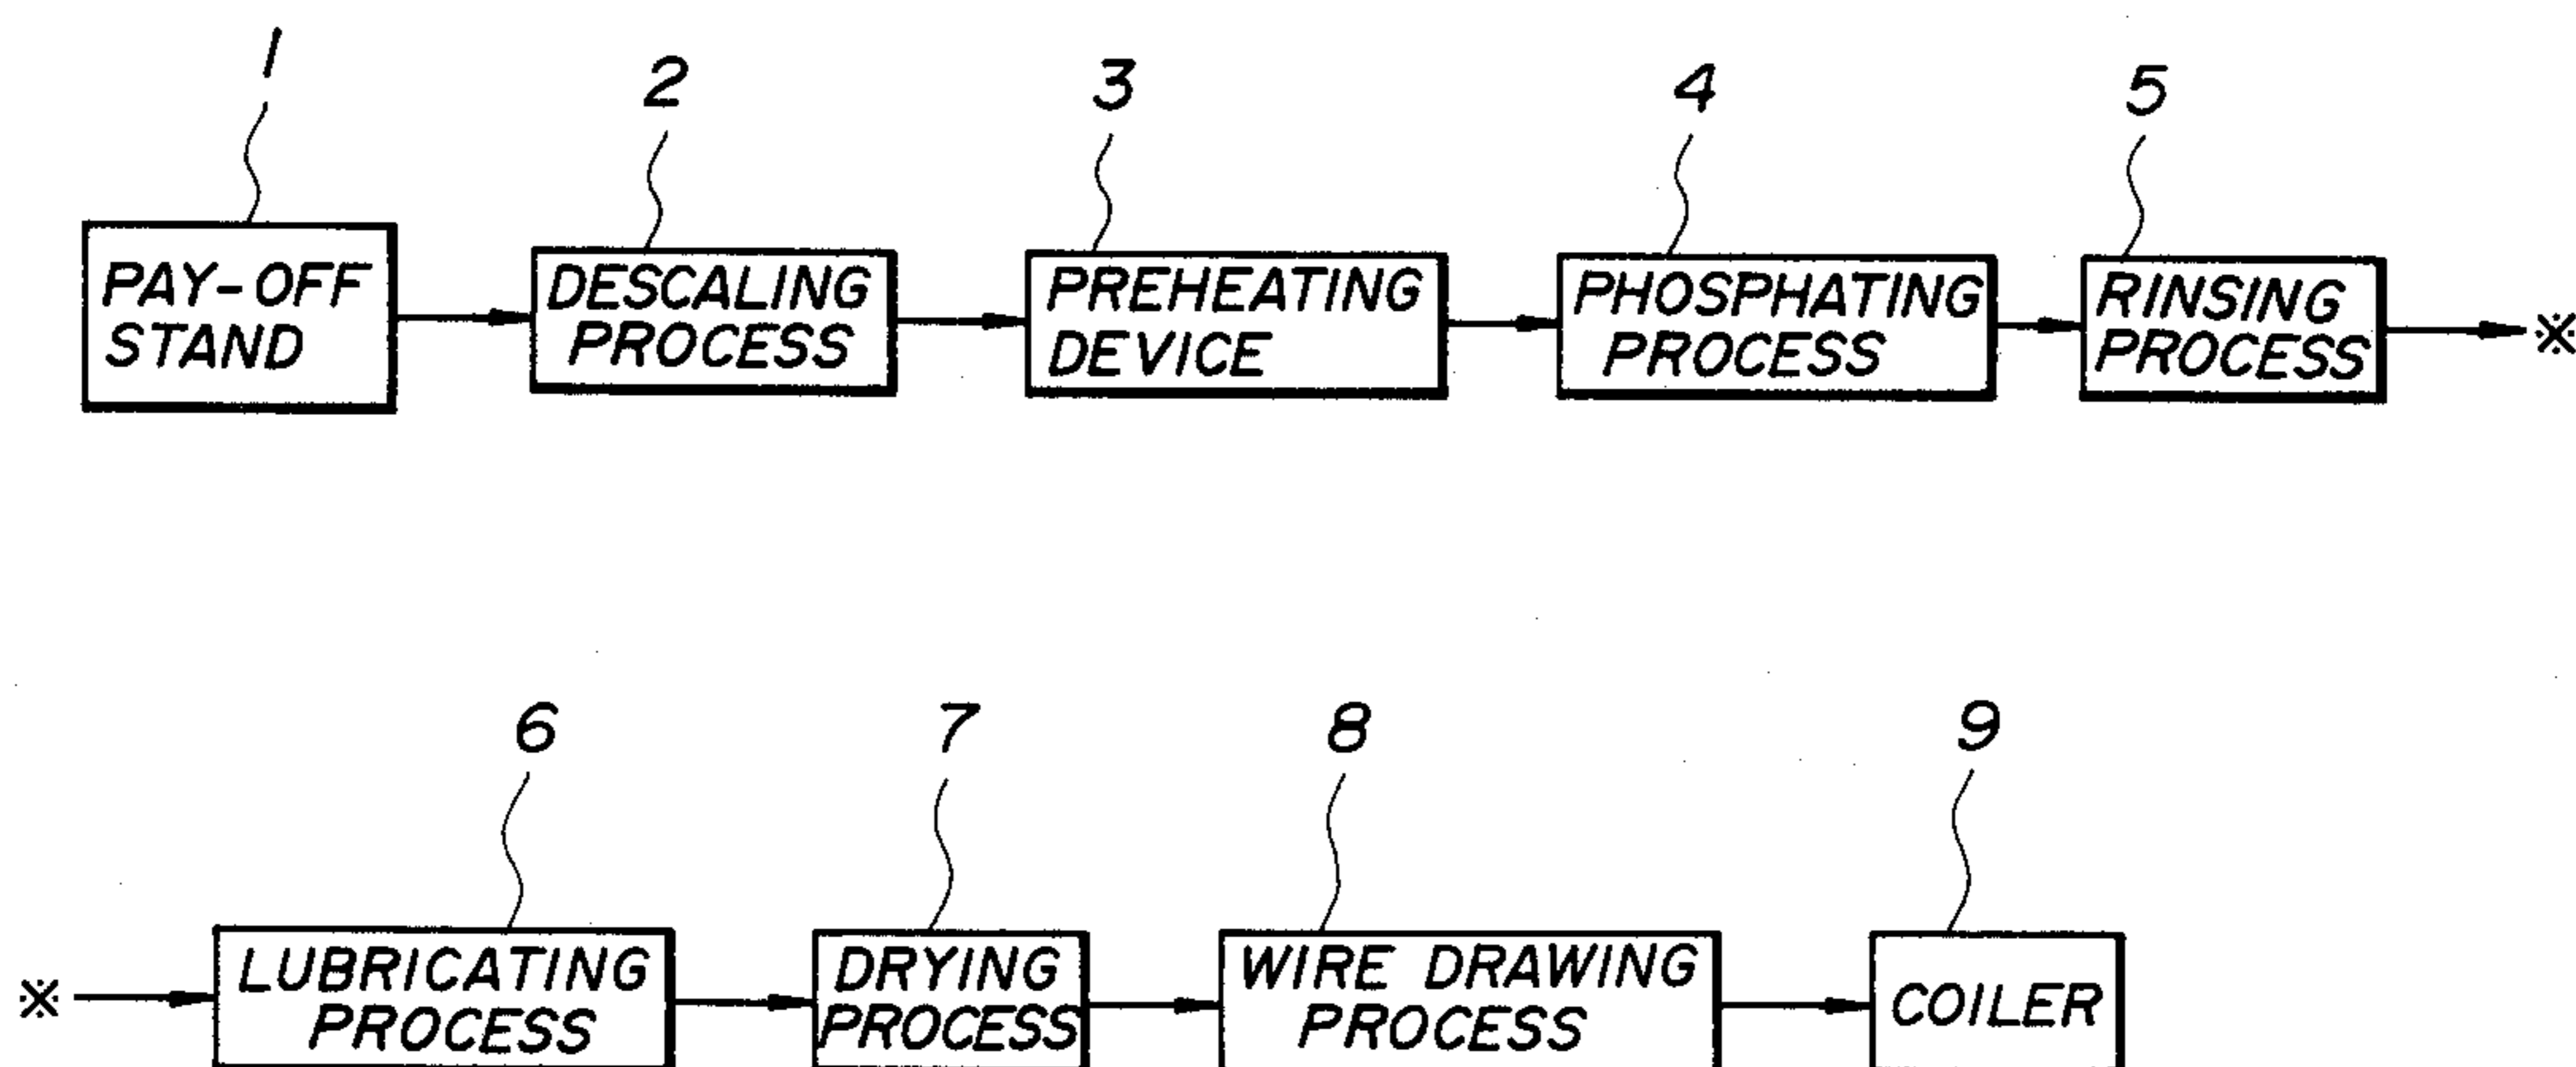 1
2
3
4
5
PAY-OFF
STAND
DESCALING
PROCESS
PREHEATING
DEVICE
PHOSPHATING
PROCESS
RINSING
PROCESS
※
6
7
8
9
※
LUBRICATING
PROCESS
DRYING
PROCESS
WIRE DRAWING
PROCESS
COILER